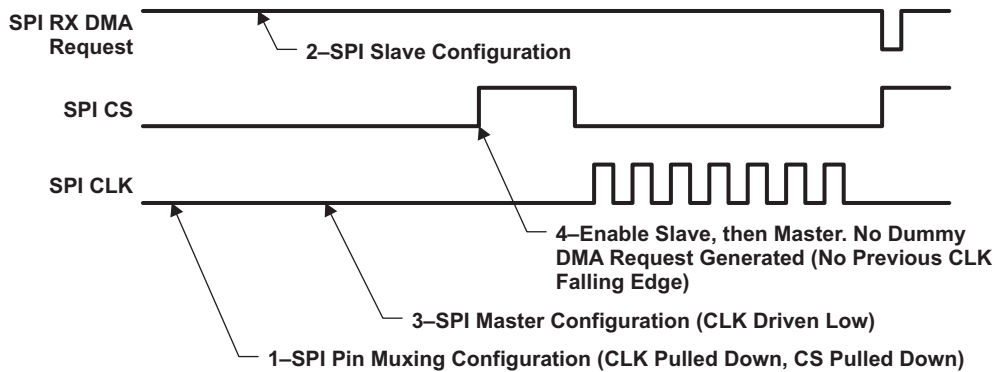 SPI RX DMA
Request
2–SPI Slave Configuration
SPI CS
SPI CLK
4–Enable Slave, then Master. No Dummy
DMA Request Generated (No Previous CLK
Falling Edge)
3–SPI Master Configuration (CLK Driven Low)
1–SPI Pin Muxing Configuration (CLK Pulled Down, CS Pulled Down)